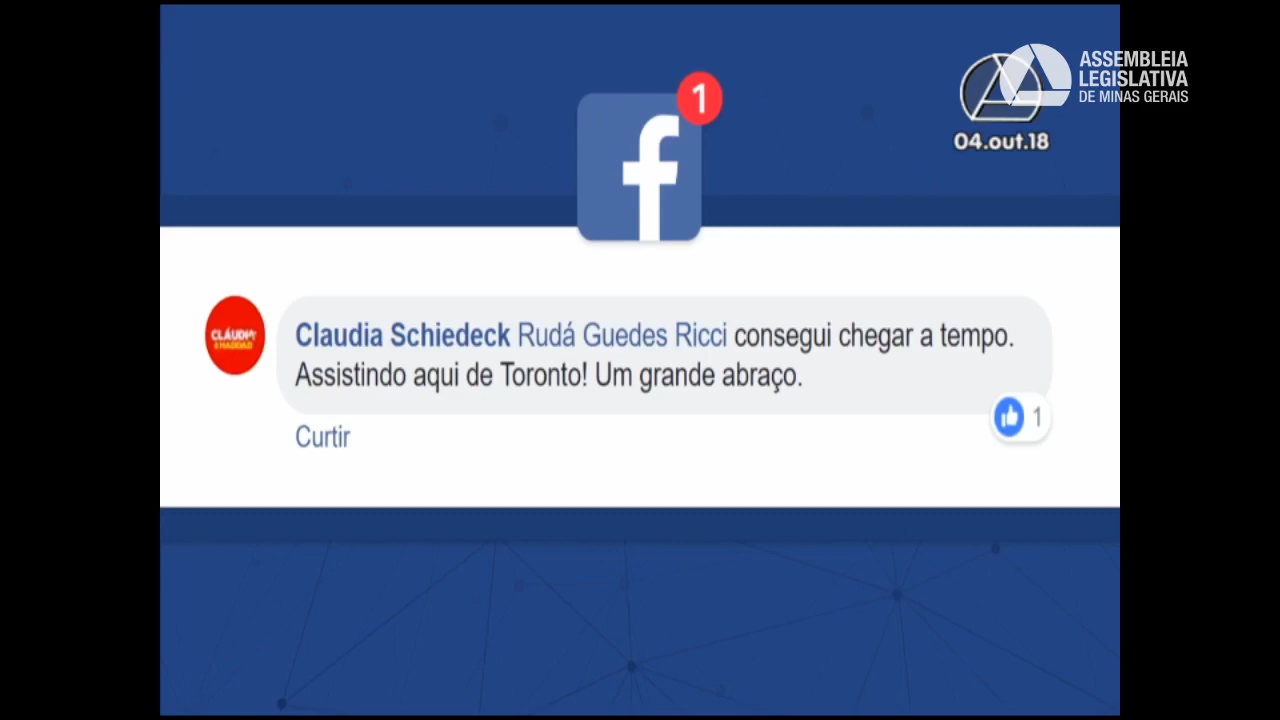 ASSEMBLEIA
LEGISLATIVA
DE MINAS GERAIS
04.out.18
1
f
CLÁUDIA
Claudia Schiedeck Rudá Guedes Ricci consegui chegar a tempo.
Assistindo aqui de Toronto! Um grande abraço.
1
Curtir